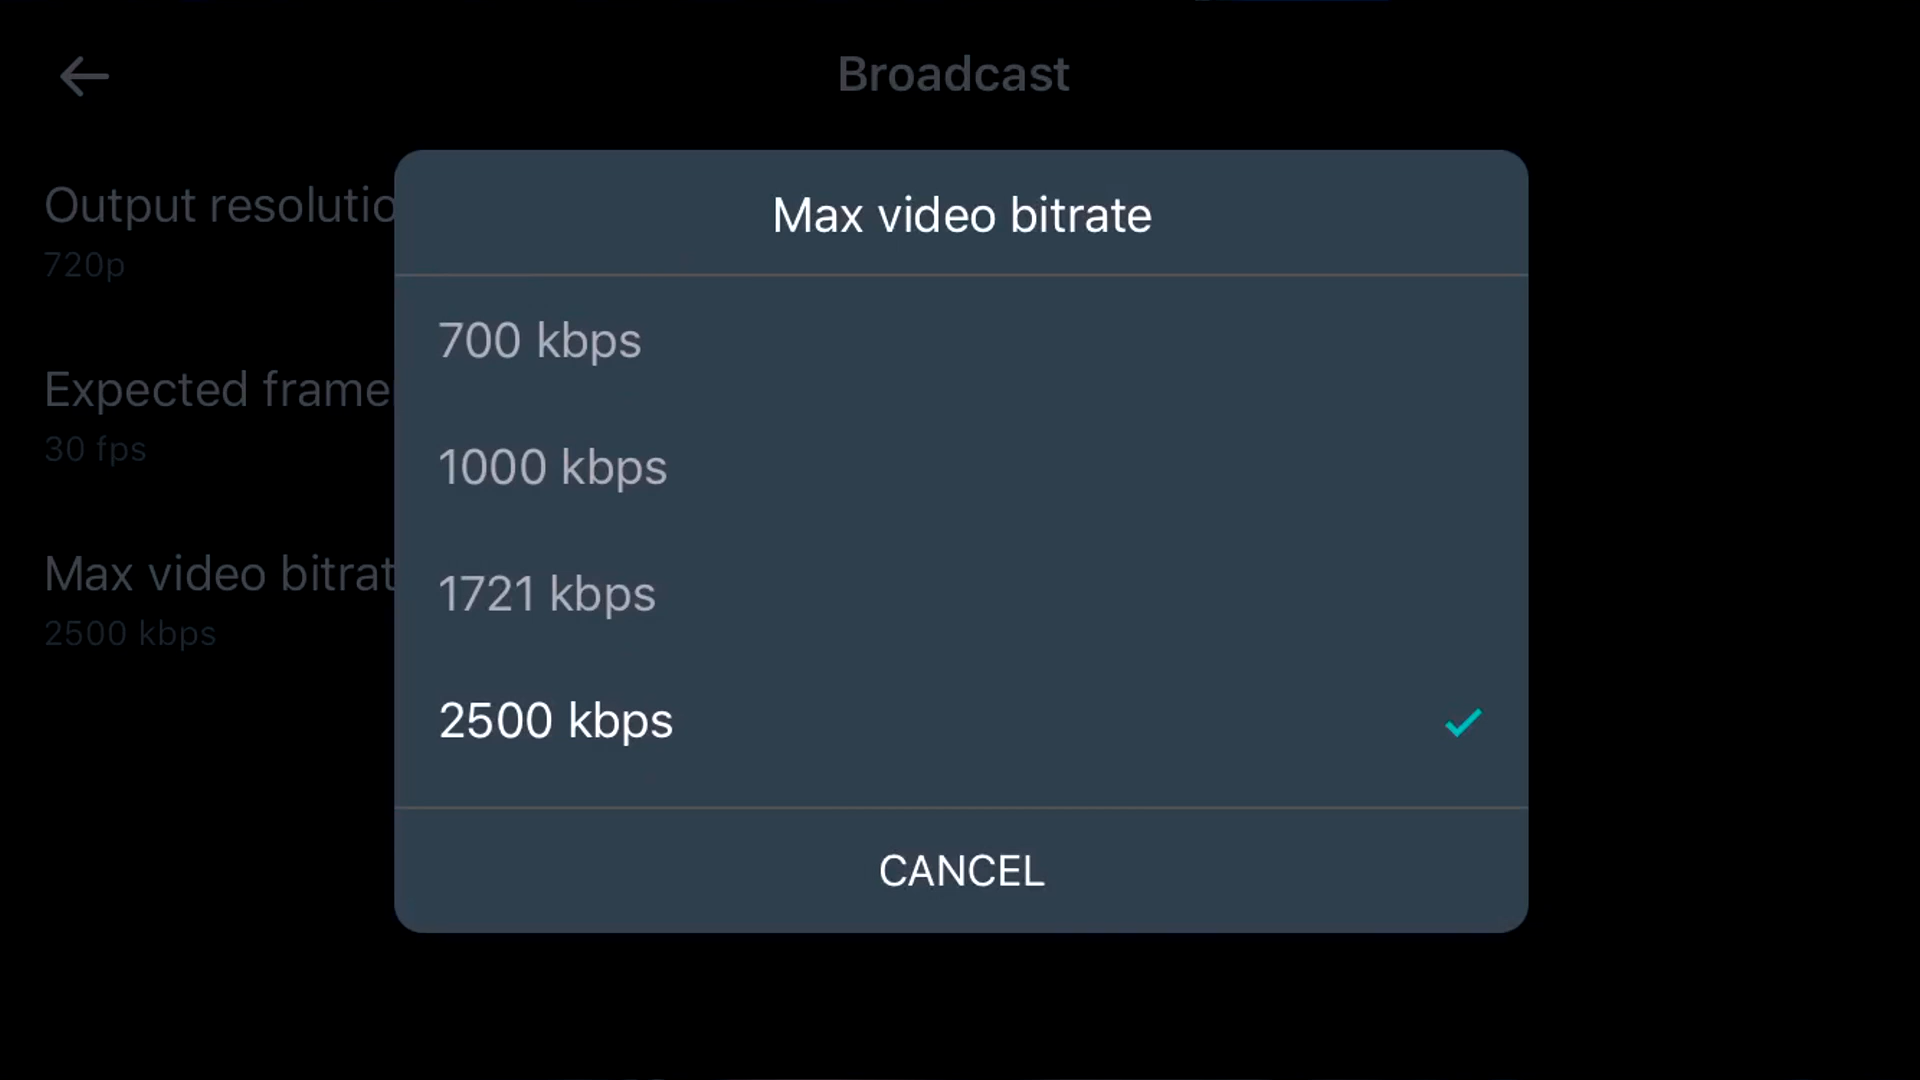 Broadcast
Output resolutio
720p
Expected frame
30 fps
Max video bitrat
2500 kbps
Max video bitrate
700 kbps
1000 kbps
1721 kbps
2500 kbps
CANCEL